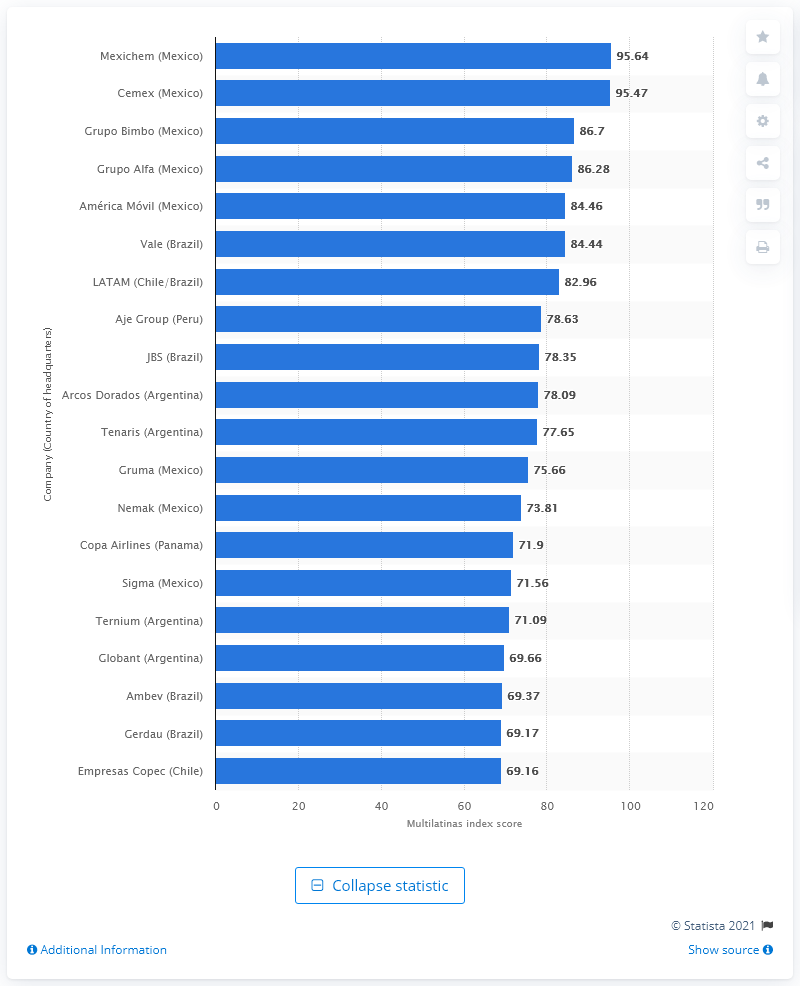 Mexichem (Mexico) 95.64
Cemex (Mexico) 95.47
Grupo Bimbo (Mexico) 86.7
Grupo Alfa (Mexico) 86.28
América Móvil (Mexico) 84.46
Vale (Brazil) 84.44
LATAM (Chile/Brazil) 82.96
Aje Group (Peru) 78.63
JBS (Brazil) 78.35
Arcos Dorados (Argentina) 78.09
Tenaris (Argentina) 77.65
Gruma (Mexico) 75.66
Nemak (Mexico) 73.81
Copa Airlines (Panama) 71.9
Sigma (Mexico) 71.56
Ternium (Argentina) 71.09
Globant (Argentina) 69.66
Ambev (Brazil) 69.37
Gerdau (Brazil) 69.17
Empresas Copec (Chile) 69.16
Company (Country of headquarters)
0 20 40 60 80 100 120
Multilatinas index score
Collapse statistic
© Statista 2021
Additional Information
Show source